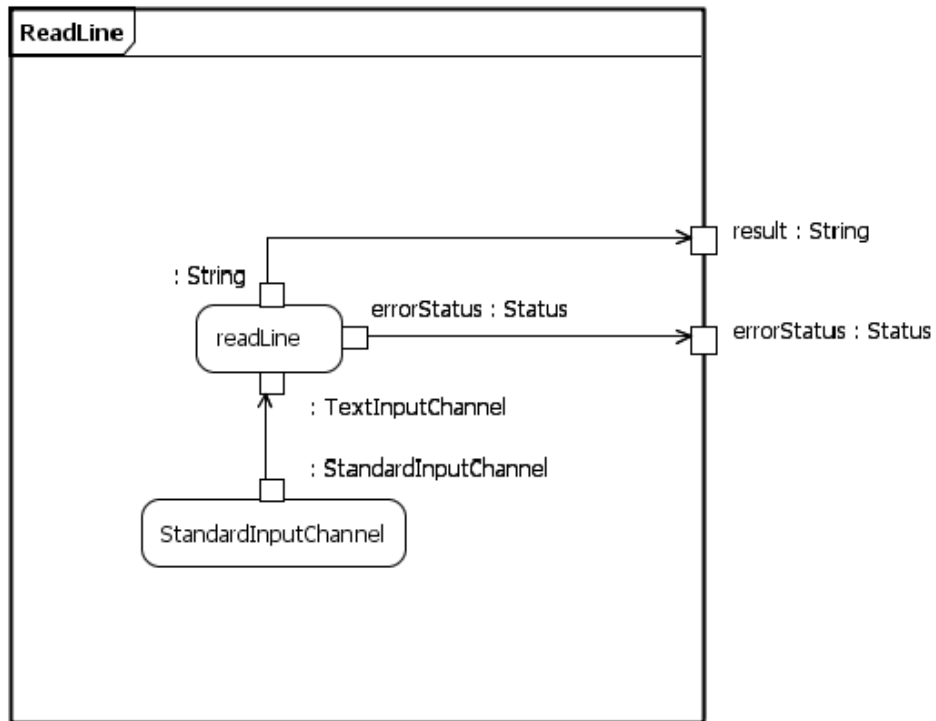 ReadLine
result : String
: String
errorStatus : Status
errorStatus : Status
readLine
: TextInputChannel
: StandardInputChannel
StandardInputChannel